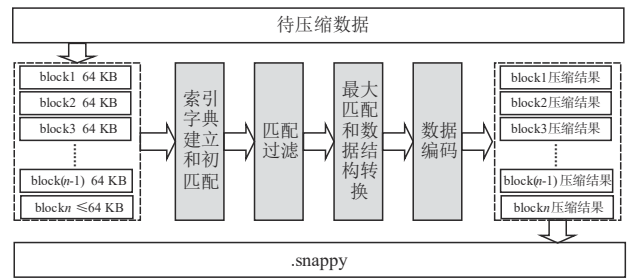 待压缩数据
block1 64 KB
block2 64 KB
block3 64 KB
block(n-1) 64 KB
blockn ≤64 KB
索引
字典
建立
和初
匹配
匹配
过滤
最大
匹配
和数
据结
构转
换
数据
编码
block1压缩结果
block2压缩结果
block3压缩结果
block(n-1)压缩结果
blockn压缩结果
.snappy